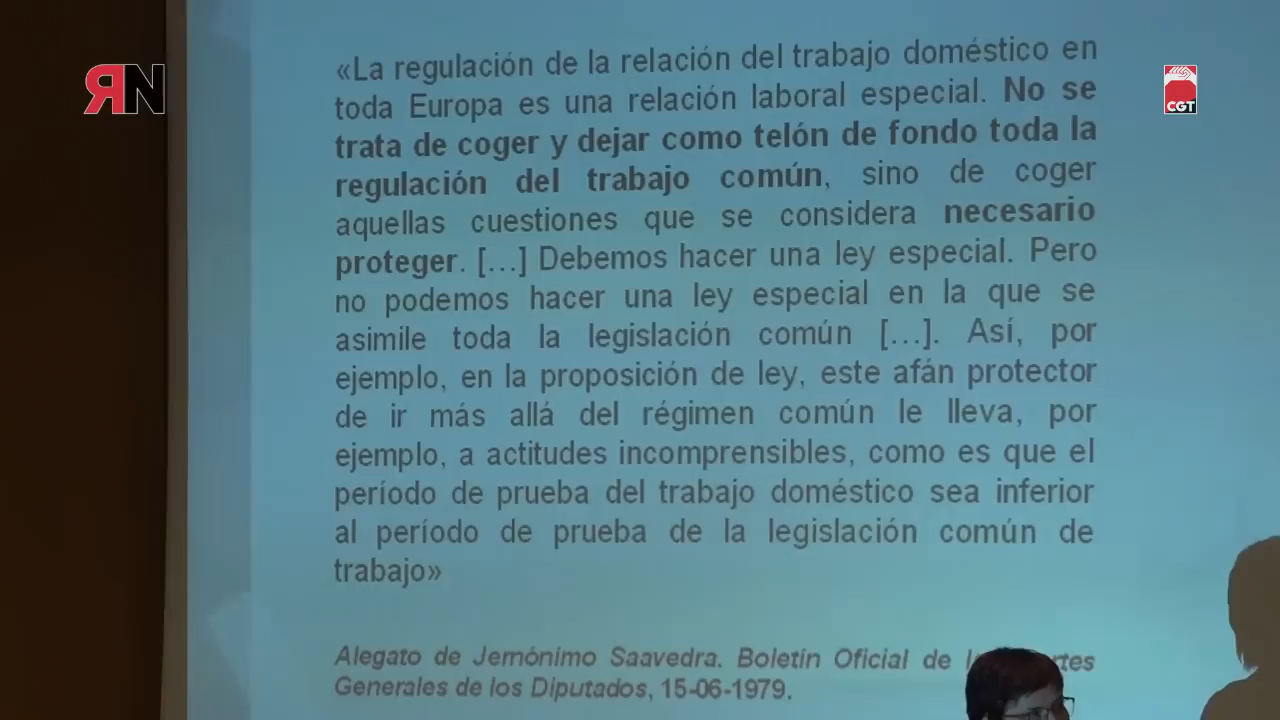 ЯN
CGT
«La regulación de la relación del trabajo doméstico en
toda Europa es una relación laboral especial. No se
trata de coger y dejar como telón de fondo toda la
regulación del trabajo común, sino de coger
aquellas cuestiones que se considera necesario
proteger. […] Debemos hacer una ley especial. Pero
no podemos hacer una ley especial en la que se
asimile toda la legislación común […]. Así, por
ejemplo, en la proposición de ley, este afán protector
de ir más allá del régimen común le lleva, por
ejemplo, a actitudes incomprensibles, como es que el
período de prueba del trabajo doméstico sea inferior
al período de prueba de la legislación común de
trabajo»
Alegato de Jerónimo Saavedra. Boletín Oficial de
Generales de los Diputados, 15-06-1979.